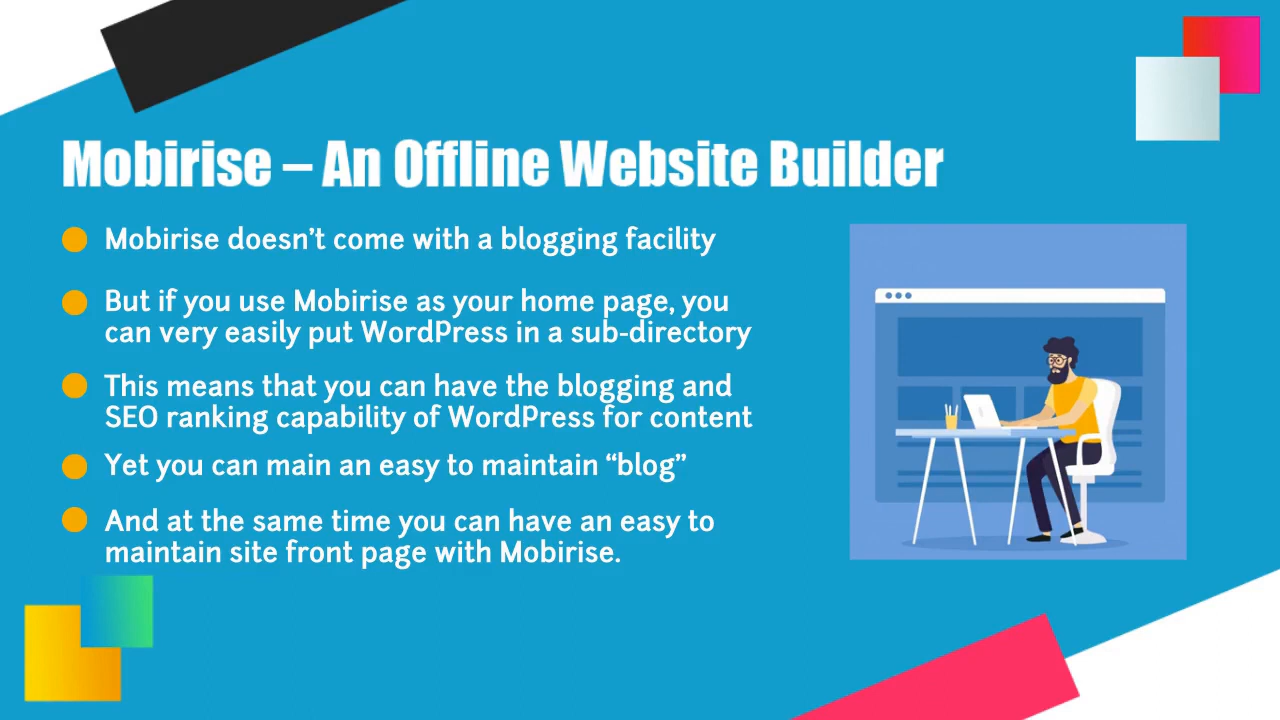 Mobirise – An Offline Website Builder
Mobirise doesn’t come with a blogging facility
But if you use Mobirise as your home page, you
can very easily put WordPress in a sub-directory
This means that you can have the blogging and
SEO ranking capability of WordPress for content
Yet you can main an easy to maintain “blog”
And at the same time you can have an easy to
maintain site front page with Mobirise.